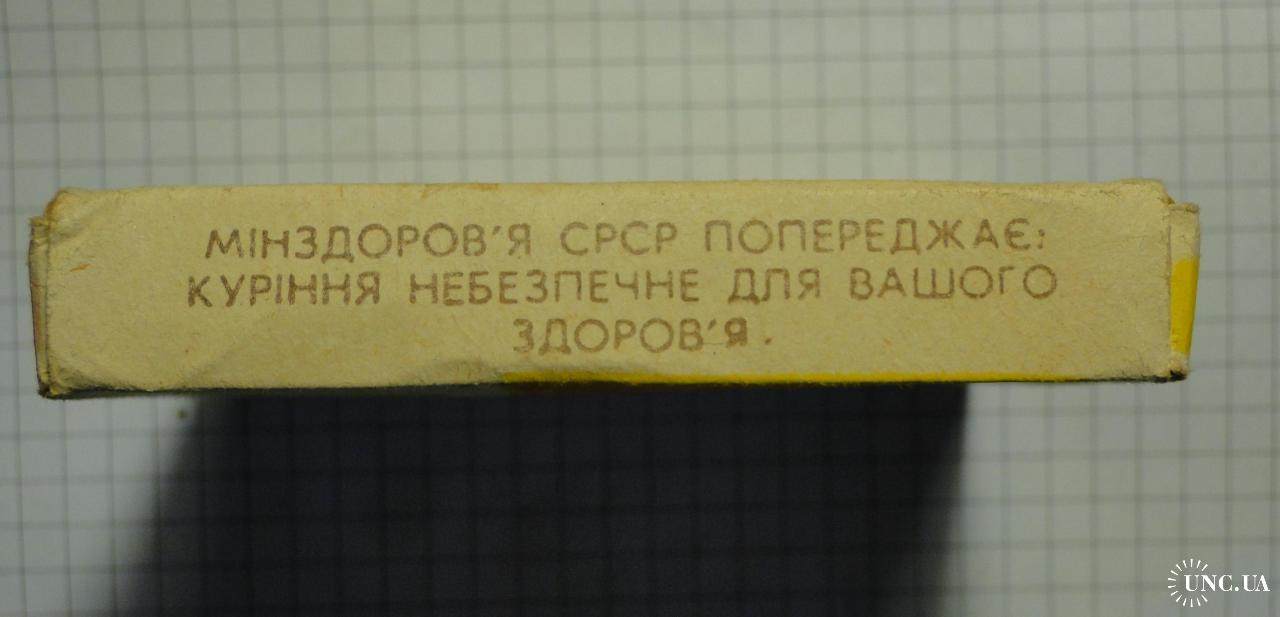 МІНЗДОРОВ'Я СРСР ПОПЕРЕДЖАЄ:
КУРІННЯ НЕБЕЗПЕЧНЕ ДЛЯ ВАШОГО
ЗДОРОВ'Я.
UNC.UA